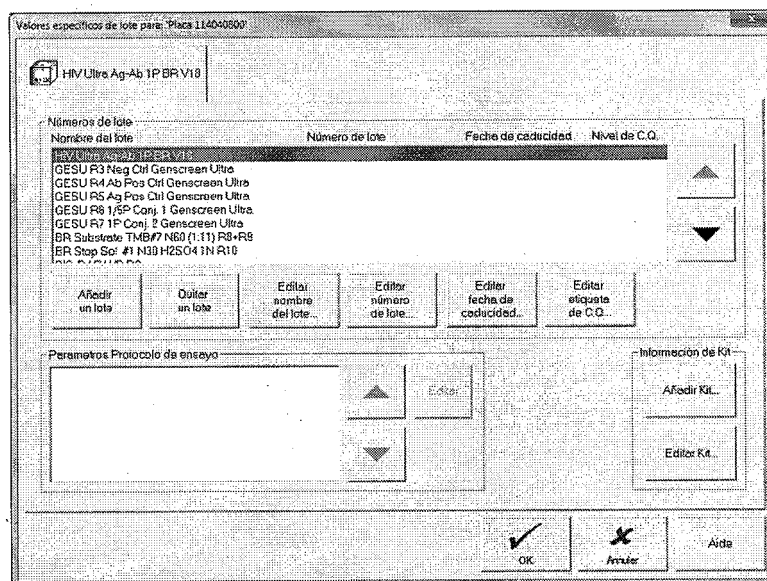 Valores específicos de lote para: 'Placa 114040800'
HIV Ultra Ag-Ab 1P BR V18
Números de lote
Nombre del lote Número de lote Fecha de caducidad Nivel de C.Q.
HIV Ultra Ag-Ab 1P BR V18
GESU R3 Neg Ctrl Genscreen Ultra
GESU R4 Ab Pos Ctrl Genscreen Ultra
GESU R5 Ag Pos Ctrl Genscreen Ultra
GESU R6 1/5P Conj. 1 Genscreen Ultra
GESU R7 1P Conj. 2 Genscreen Ultra
BR Substrate TMB#7 N60 (1:11) R8+R9
BR Stop Sol #1 N30 H2SO4 1N R10
Añadir un lote
Quitar un lote
Editar nombre del lote...
Editar número de lote...
Editar fecha de caducidad...
Editar etiqueta de C.Q....
Parametros Protocolo de ensayo
Editar
Información de Kit
Añadir Kit...
Editar Kit...
OK
Annuler
Aide